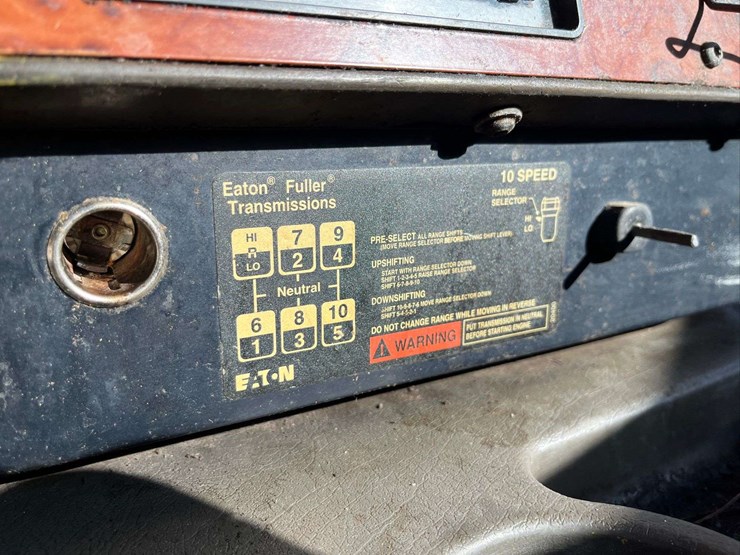 Eaton® Fuller®
Transmissions
10 SPEED
RANGE
SELECTOR
HI
LO
HI 7 9
R 2 4
LO
Neutral
6 8 10
1 3 5
EATON
PRE-SELECT ALL RANGE SHIFTS
(MOVE RANGE SELECTOR BEFORE MOVING SHIFT LEVER)
UPSHIFTING
START WITH RANGE SELECTOR DOWN
SHIFT 1-2-3-4-5 RAISE RANGE SELECTOR
SHIFT 6-7-8-9-10
DOWNSHIFTING
SHIFT 10-9-8-7-6 MOVE RANGE SELECTOR DOWN
SHIFT 5-4-3-2-1
DO NOT CHANGE RANGE WHILE MOVING IN REVERSE
WARNING
PUT TRANSMISSION IN NEUTRAL
BEFORE STARTING ENGINE